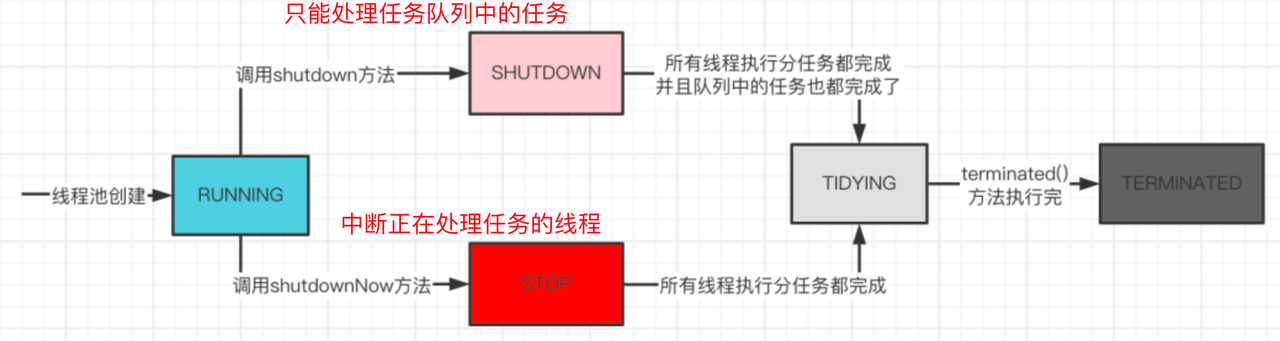 只能处理任务队列中的任务
调用shutdown方法
SHUTDOWN
所有线程执行分任务都完成
并且队列中的任务也都完成了
线程池创建
RUNNING
TIDYING
terminated()
方法执行完
TERMINATED
中断正在处理任务的线程
调用shutdownNow方法
STOP
所有线程执行分任务都完成